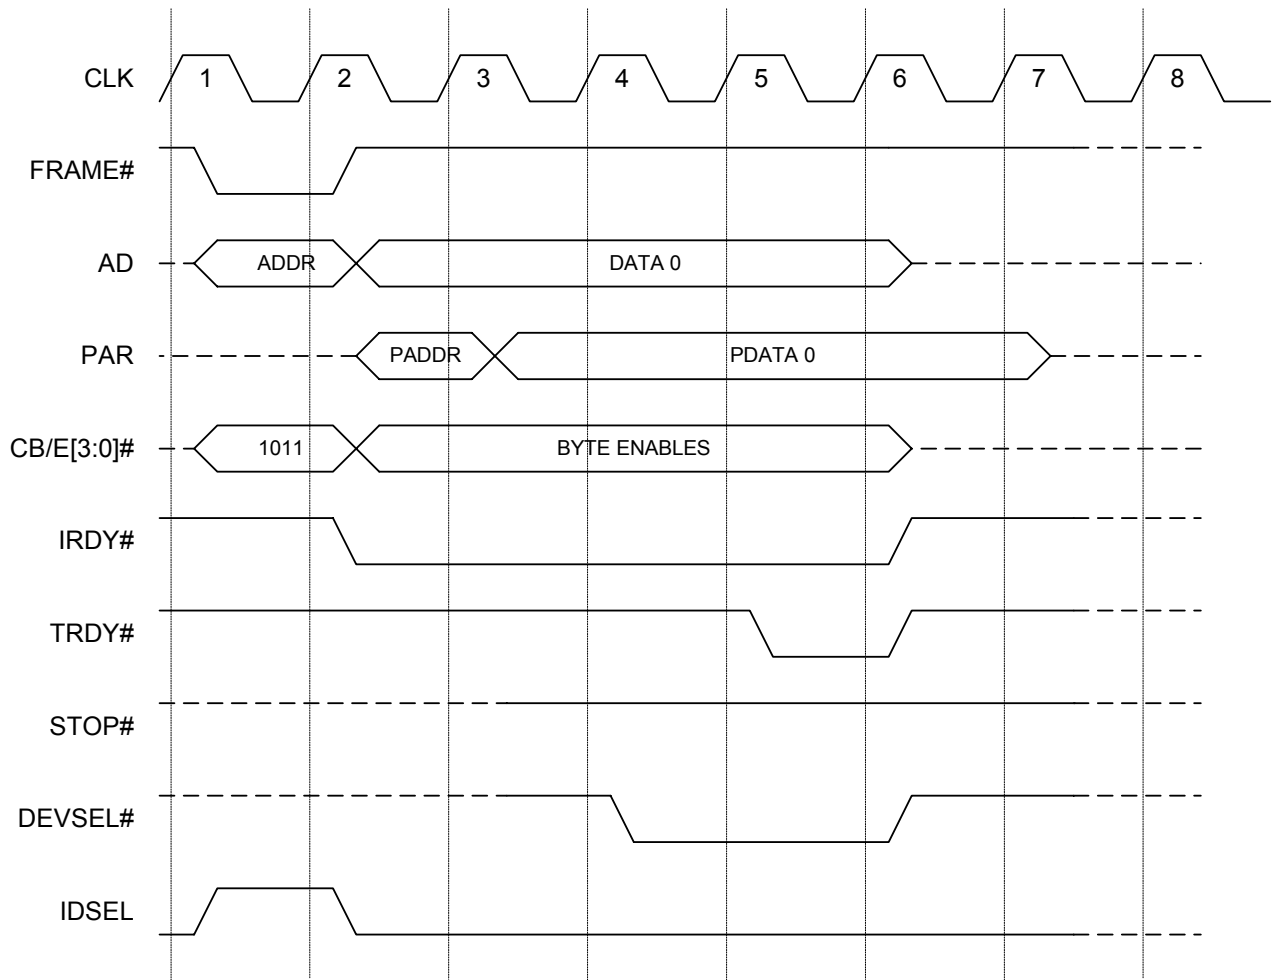 CLK 1 2 3 4 5 6 7 8
FRAME#
AD ADDR DATA 0
PAR PADDR PDATA 0
CB/E[3:0]# 1011 BYTE ENABLES
IRDY#
TRDY#
STOP#
DEVSEL#
IDSEL